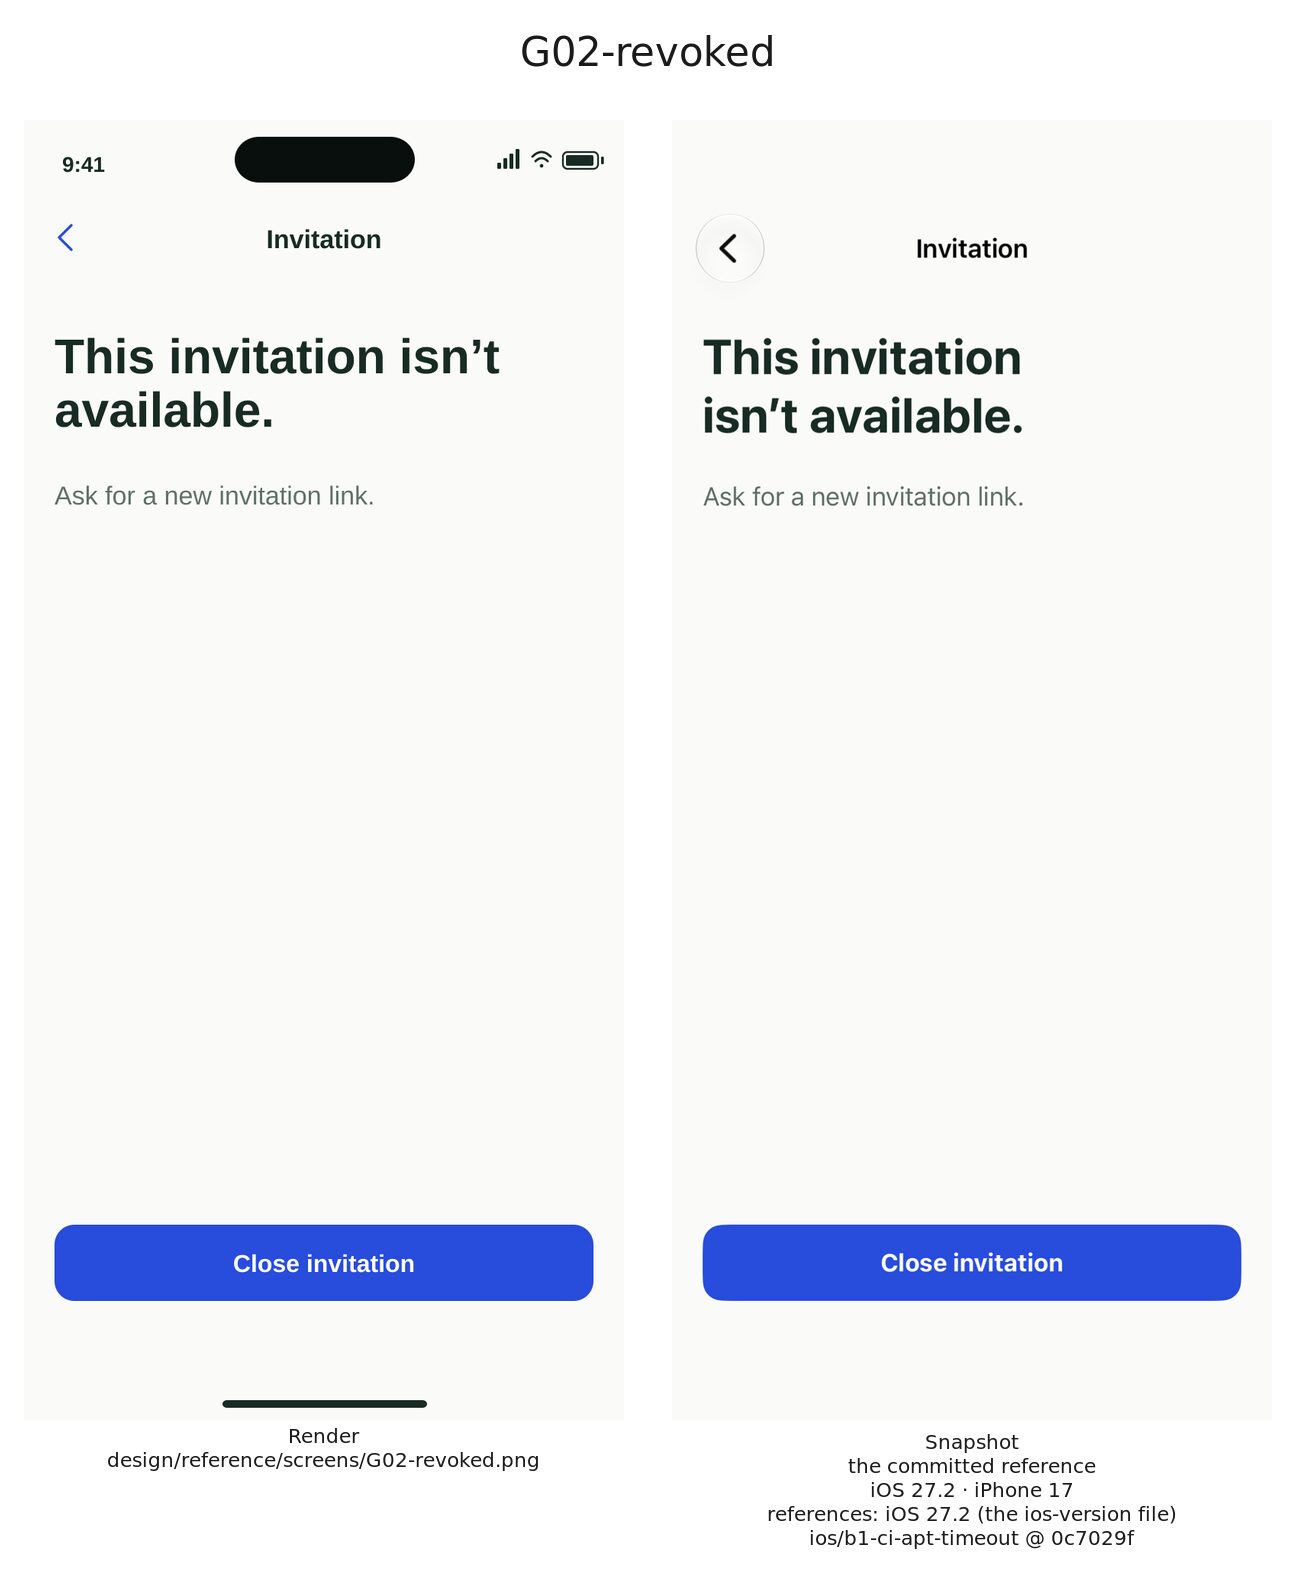 G02-revoked
9:41
Invitation
This invitation isn’t
available.
Ask for a new invitation link.
Close invitation
Render
design/reference/screens/G02-revoked.png
Invitation
This invitation
isn’t available.
Ask for a new invitation link.
Close invitation
Snapshot
the committed reference
iOS 27.2 · iPhone 17
references: iOS 27.2 (the ios-version file)
ios/b1-ci-apt-timeout @ 0c7029f